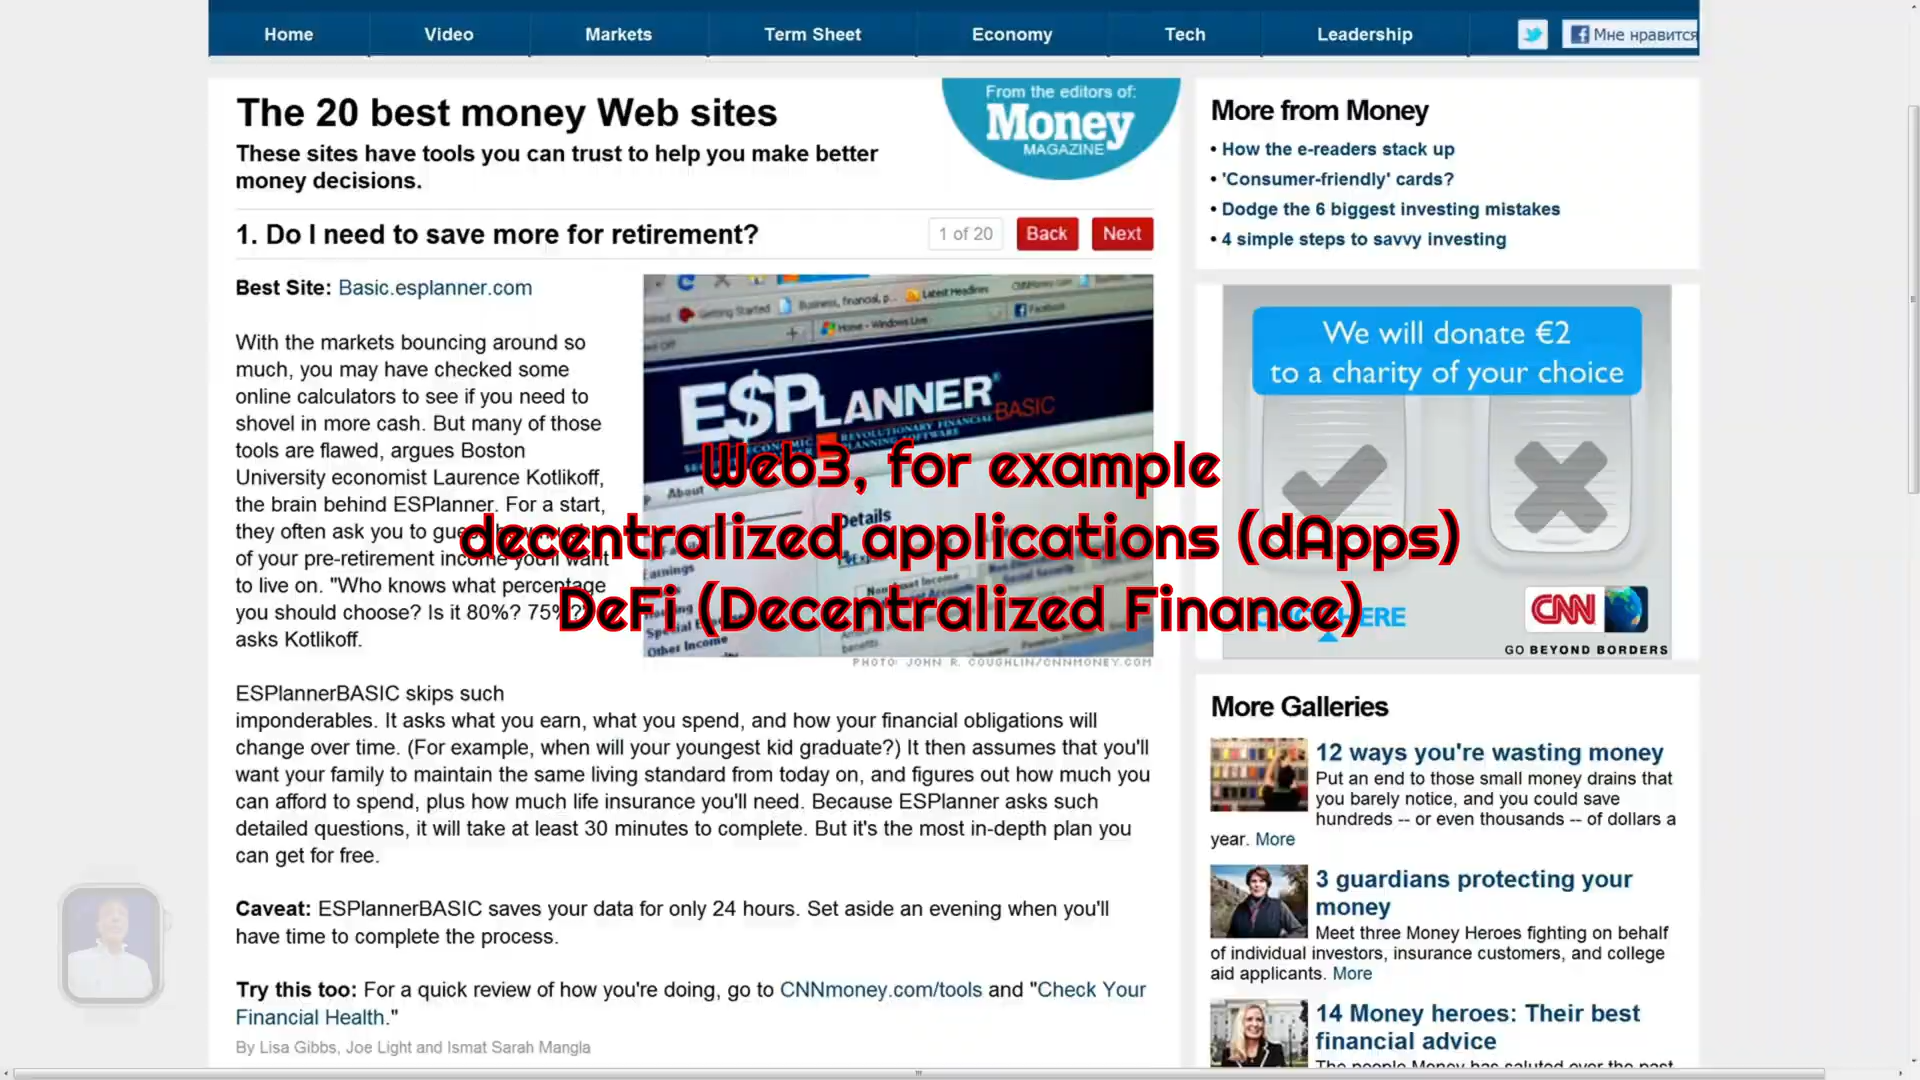 Home Video Markets Term Sheet Economy Tech Leadership Мне нравится
The 20 best money Web sites
These sites have tools you can trust to help you make better
money decisions.
From the editors of:
Money
MAGAZINE
1. Do I need to save more for retirement?
1 of 20 Back Next
Best Site: Basic.esplanner.com
With the markets bouncing around so
much, you may have checked some
online calculators to see if you need to
shovel in more cash. But many of those
tools are flawed, argues Boston
University economist Laurence Kotlikoff,
the brain behind ESPlanner. For a start,
they often ask you to
of your pre-retirement income you'll want
to live on. "Who knows what percentage
you should choose? Is it 80%? 75%?"
asks Kotlikoff.
Getting Started Business, financial, p... Latest Headlines
Home - Windows Live Facebook
E$PLANNER BASIC
REVOLUTIONARY FINANCIAL
PLANNING SOFTWARE
About
Details
Earnings
Other Income
benefits
PHOTO: JOHN R. COUGHLIN/CNNMONEY.COM
Web3, for example
decentralized applications (dApps)
DeFi (Decentralized Finance)
ESPlannerBASIC skips such
imponderables. It asks what you earn, what you spend, and how your financial obligations will
change over time. (For example, when will your youngest kid graduate?) It then assumes that you'll
want your family to maintain the same living standard from today on, and figures out how much you
can afford to spend, plus how much life insurance you'll need. Because ESPlanner asks such
detailed questions, it will take at least 30 minutes to complete. But it's the most in-depth plan you
can get for free.
Caveat: ESPlannerBASIC saves your data for only 24 hours. Set aside an evening when you'll
have time to complete the process.
Try this too: For a quick review of how you're doing, go to CNNmoney.com/tools and "Check Your
Financial Health."
By Lisa Gibbs, Joe Light and Ismat Sarah Mangla
More from Money
• How the e-readers stack up
• 'Consumer-friendly' cards?
• Dodge the 6 biggest investing mistakes
• 4 simple steps to savvy investing
We will donate €2
to a charity of your choice
CNN
GO BEYOND BORDERS
More Galleries
12 ways you're wasting money
Put an end to those small money drains that
you barely notice, and you could save
hundreds -- or even thousands -- of dollars a
year. More
3 guardians protecting your
money
Meet three Money Heroes fighting on behalf
of individual investors, insurance customers, and college
aid applicants. More
14 Money heroes: Their best
financial advice
The people Money has saluted over the past